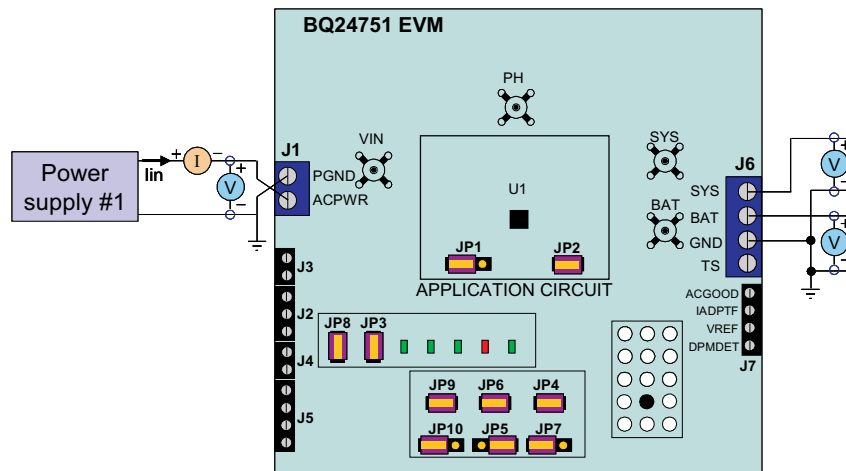 BQ24751 EVM
PH
VIN
SYS
J1
J6
Power
supply #1
+
I
−
Iin
+
V
−
PGND
ACPWR
U1
SYS
BAT
BAT
GND
TS
+
V
−
+
V
−
JP1
JP2
APPLICATION CIRCUIT
J3
J2
J4
J5
JP8
JP3
ACGOOD
IADPTF
VREF
DPMDET
J7
JP9
JP6
JP4
JP10
JP5
JP7